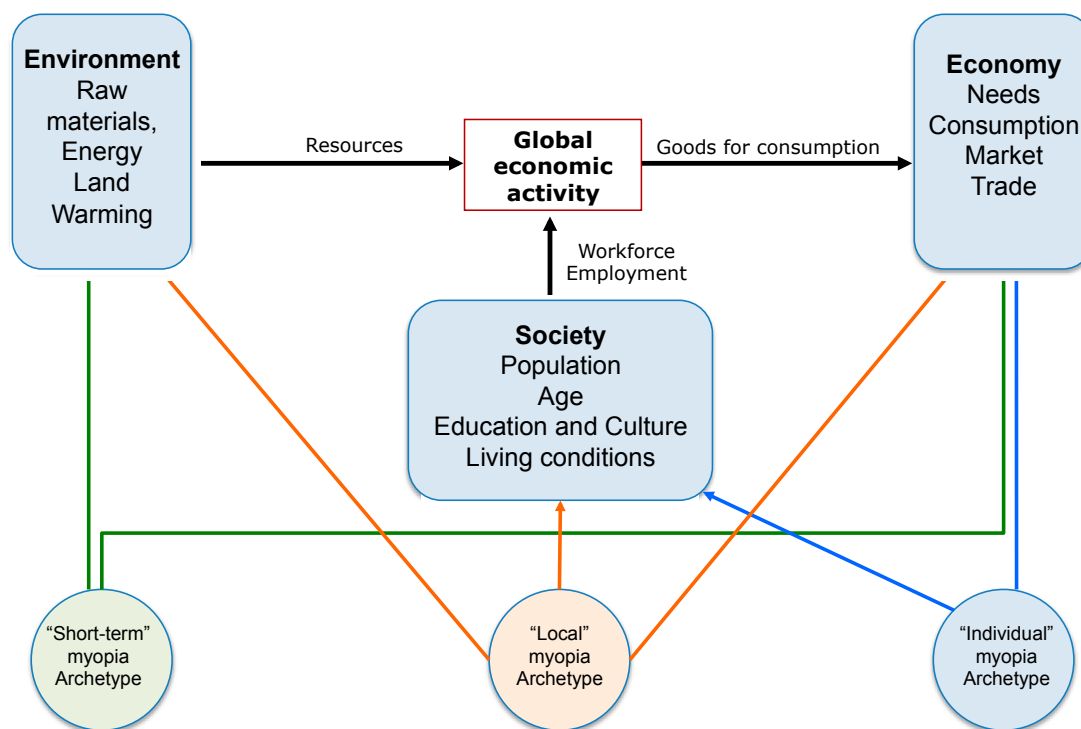 Environment
Raw
materials,
Energy
Land
Warming
Resources
Global
economic
activity
Goods for consumption
Economy
Needs
Consumption
Market
Trade
Workforce
Employment
Society
Population
Age
Education and Culture
Living conditions
“Short-term”
myopia
Archetype
“Local”
myopia
Archetype
“Individual”
myopia
Archetype